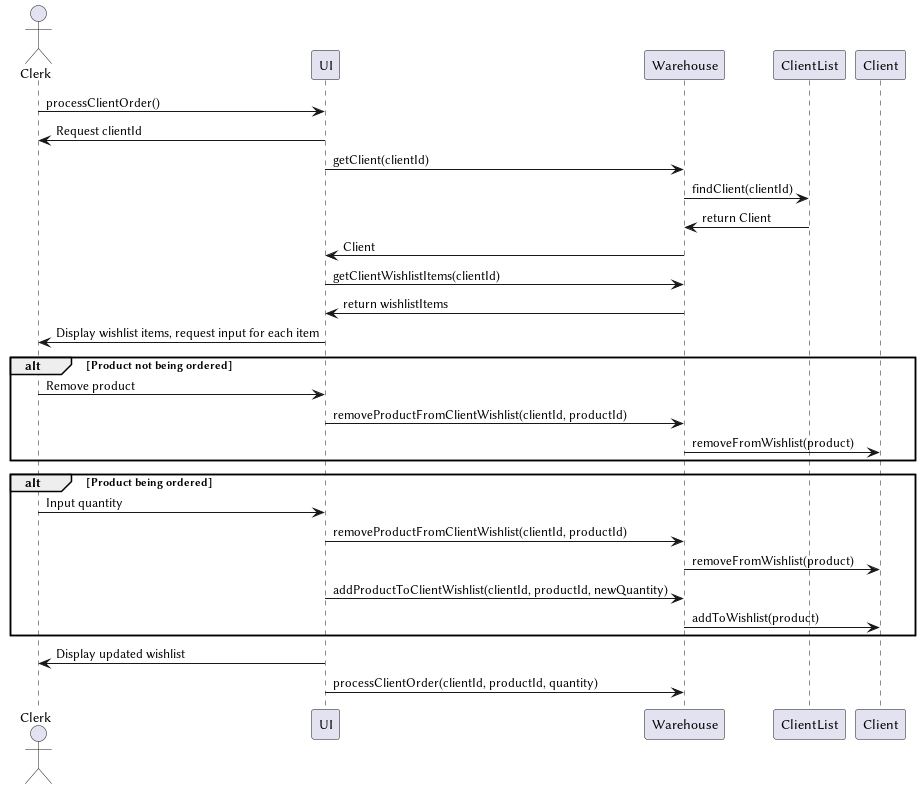 Clerk
UI
Warehouse
ClientList
Client
processClientOrder()
Request clientId
getClient(clientId)
findClient(clientId)
return Client
Client
getClientWishlistItems(clientId)
return wishlistItems
Display wishlist items, request input for each item
alt [Product not being ordered]
Remove product
removeProductFromClientWishlist(clientId, productId)
removeFromWishlist(product)
alt [Product being ordered]
Input quantity
removeProductFromClientWishlist(clientId, productId)
removeFromWishlist(product)
addProductToClientWishlist(clientId, productId, newQuantity)
addToWishlist(product)
Display updated wishlist
processClientOrder(clientId, productId, quantity)
Clerk
UI
Warehouse
ClientList
Client